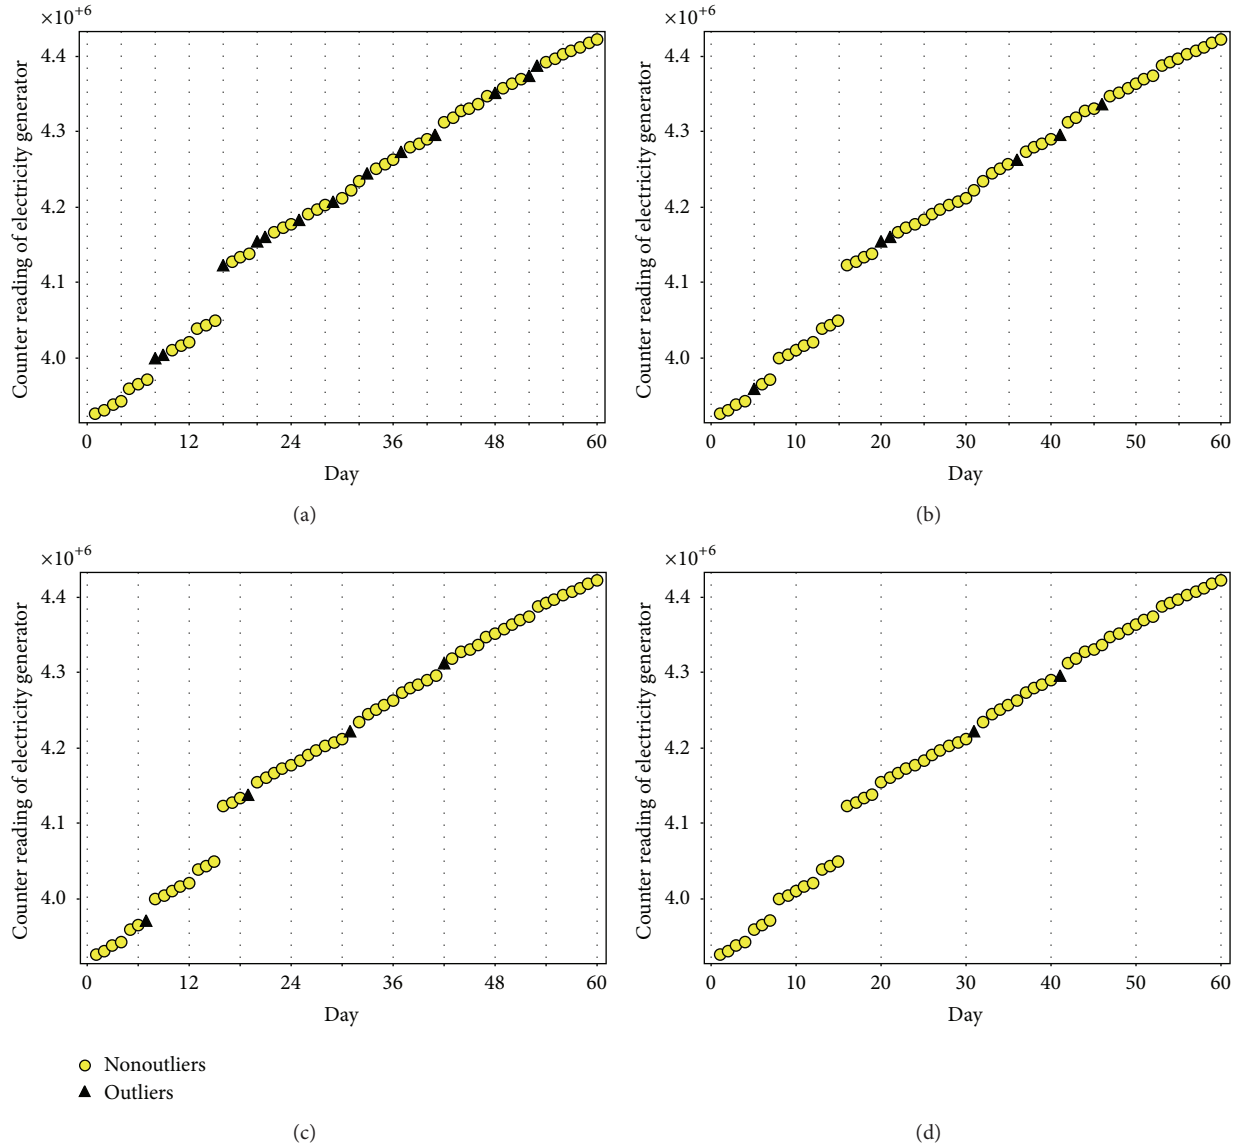 ×10⁺⁶
×10⁺⁶
Counter reading of electricity generator
4.4
4.3
4.2
4.1
4.0
0 12 24 36 48 60
Day
(a)
Counter reading of electricity generator
4.4
4.3
4.2
4.1
4.0
0 10 20 30 40 50 60
Day
(b)
×10⁺⁶
×10⁺⁶
Counter reading of electricity generator
4.4
4.3
4.2
4.1
4.0
0 12 24 36 48 60
Day
Nonoutliers
Outliers
(c)
Counter reading of electricity generator
4.4
4.3
4.2
4.1
4.0
0 10 20 30 40 50 60
Day
(d)